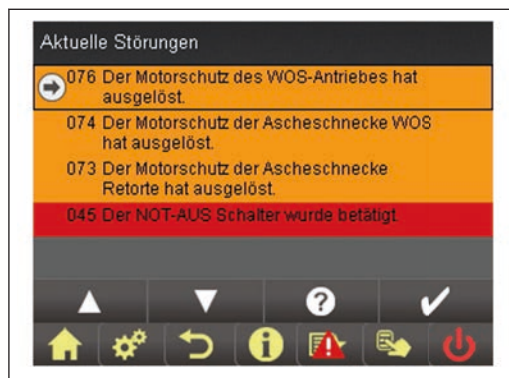 Aktuelle Störungen
076 Der Motorschutz des WOS-Antriebes hat
ausgelöst.
074 Der Motorschutz der Ascheschnecke WOS
hat ausgelöst.
073 Der Motorschutz der Ascheschnecke
Retorte hat ausgelöst.
045 Der NOT-AUS Schalter wurde betätigt.